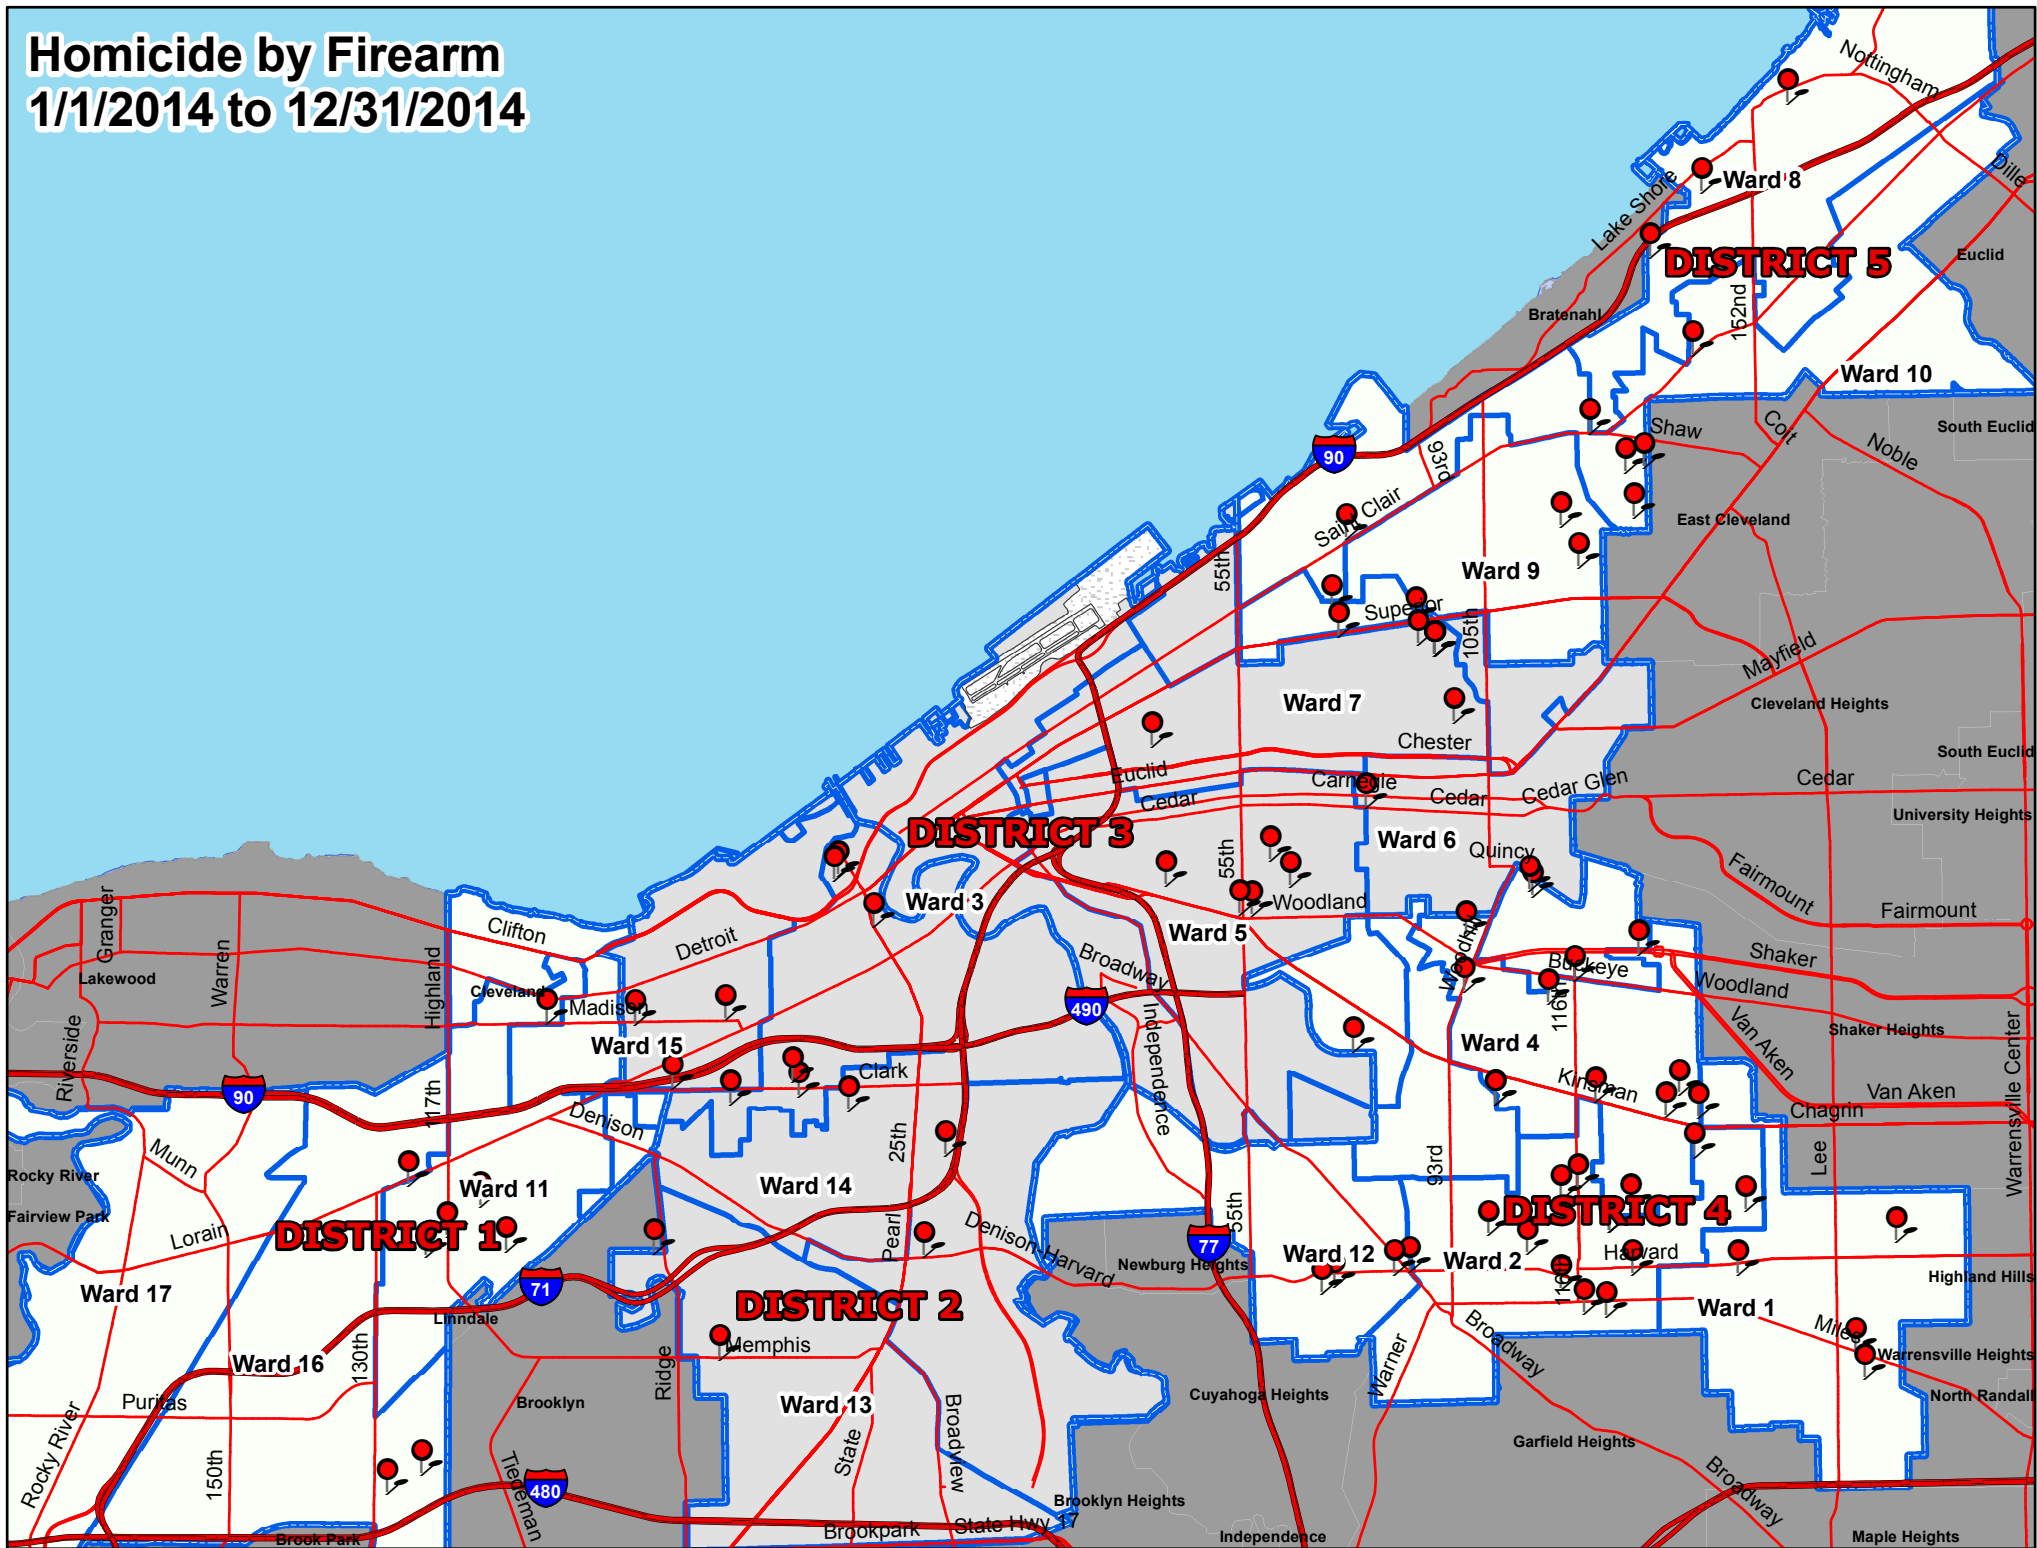 Homicide by Firearm
1/1/2014 to 12/31/2014
Nottingham
Dille
Ward 8
Lake Shore
DISTRICT 5
Euclid
152nd
Bratenahl
Ward 10
Colt
Noble
South Euclid
Shaw
90
93rd
Saint Clair
East Cleveland
55th
Ward 9
Superior
105th
Mayfield
Cleveland Heights
Ward 7
Chester
South Euclid
Euclid
Carnegie
Cedar
Cedar
Cedar Glen
Cedar
University Heights
DISTRICT 3
Ward 6
Quincy
55th
Fairmount
Fairmount
Granger
Ward 3
Woodland
Clifton
Detroit
Ward 5
Woodhill
Shaker
Lakewood
Warren
Highland
Cleveland
Broadway
Buckeye
Woodland
Madison
490
116th
Shaker Heights
Riverside
Ward 15
Independence
Ward 4
Van Aken
Warrensville Center
90
117th
Clark
Kinsman
Van Aken
Chagrin
Denison
Munn
25th
Lee
Rocky River
Ward 11
Ward 14
93rd
Fairview Park
Lorain
DISTRICT 1
Pearl
Denison-Harvard
55th
DISTRICT 4
77
Newburg Heights
Ward 12
Ward 2
Harvard
Highland Hills
Ward 17
71
DISTRICT 2
116th
Ward 1
Linndale
Miles
Memphis
Broadway
Warrensville Heights
Ward 16
130th
Ridge
Warner
Puritas
Brooklyn
Ward 13
Cuyahoga Heights
North Randall
Rocky River
150th
State
Broadview
Garfield Heights
Tiedeman
480
Brooklyn Heights
Broadway
Brook Park
Brookpark
State Hwy 17
Independence
Maple Heights